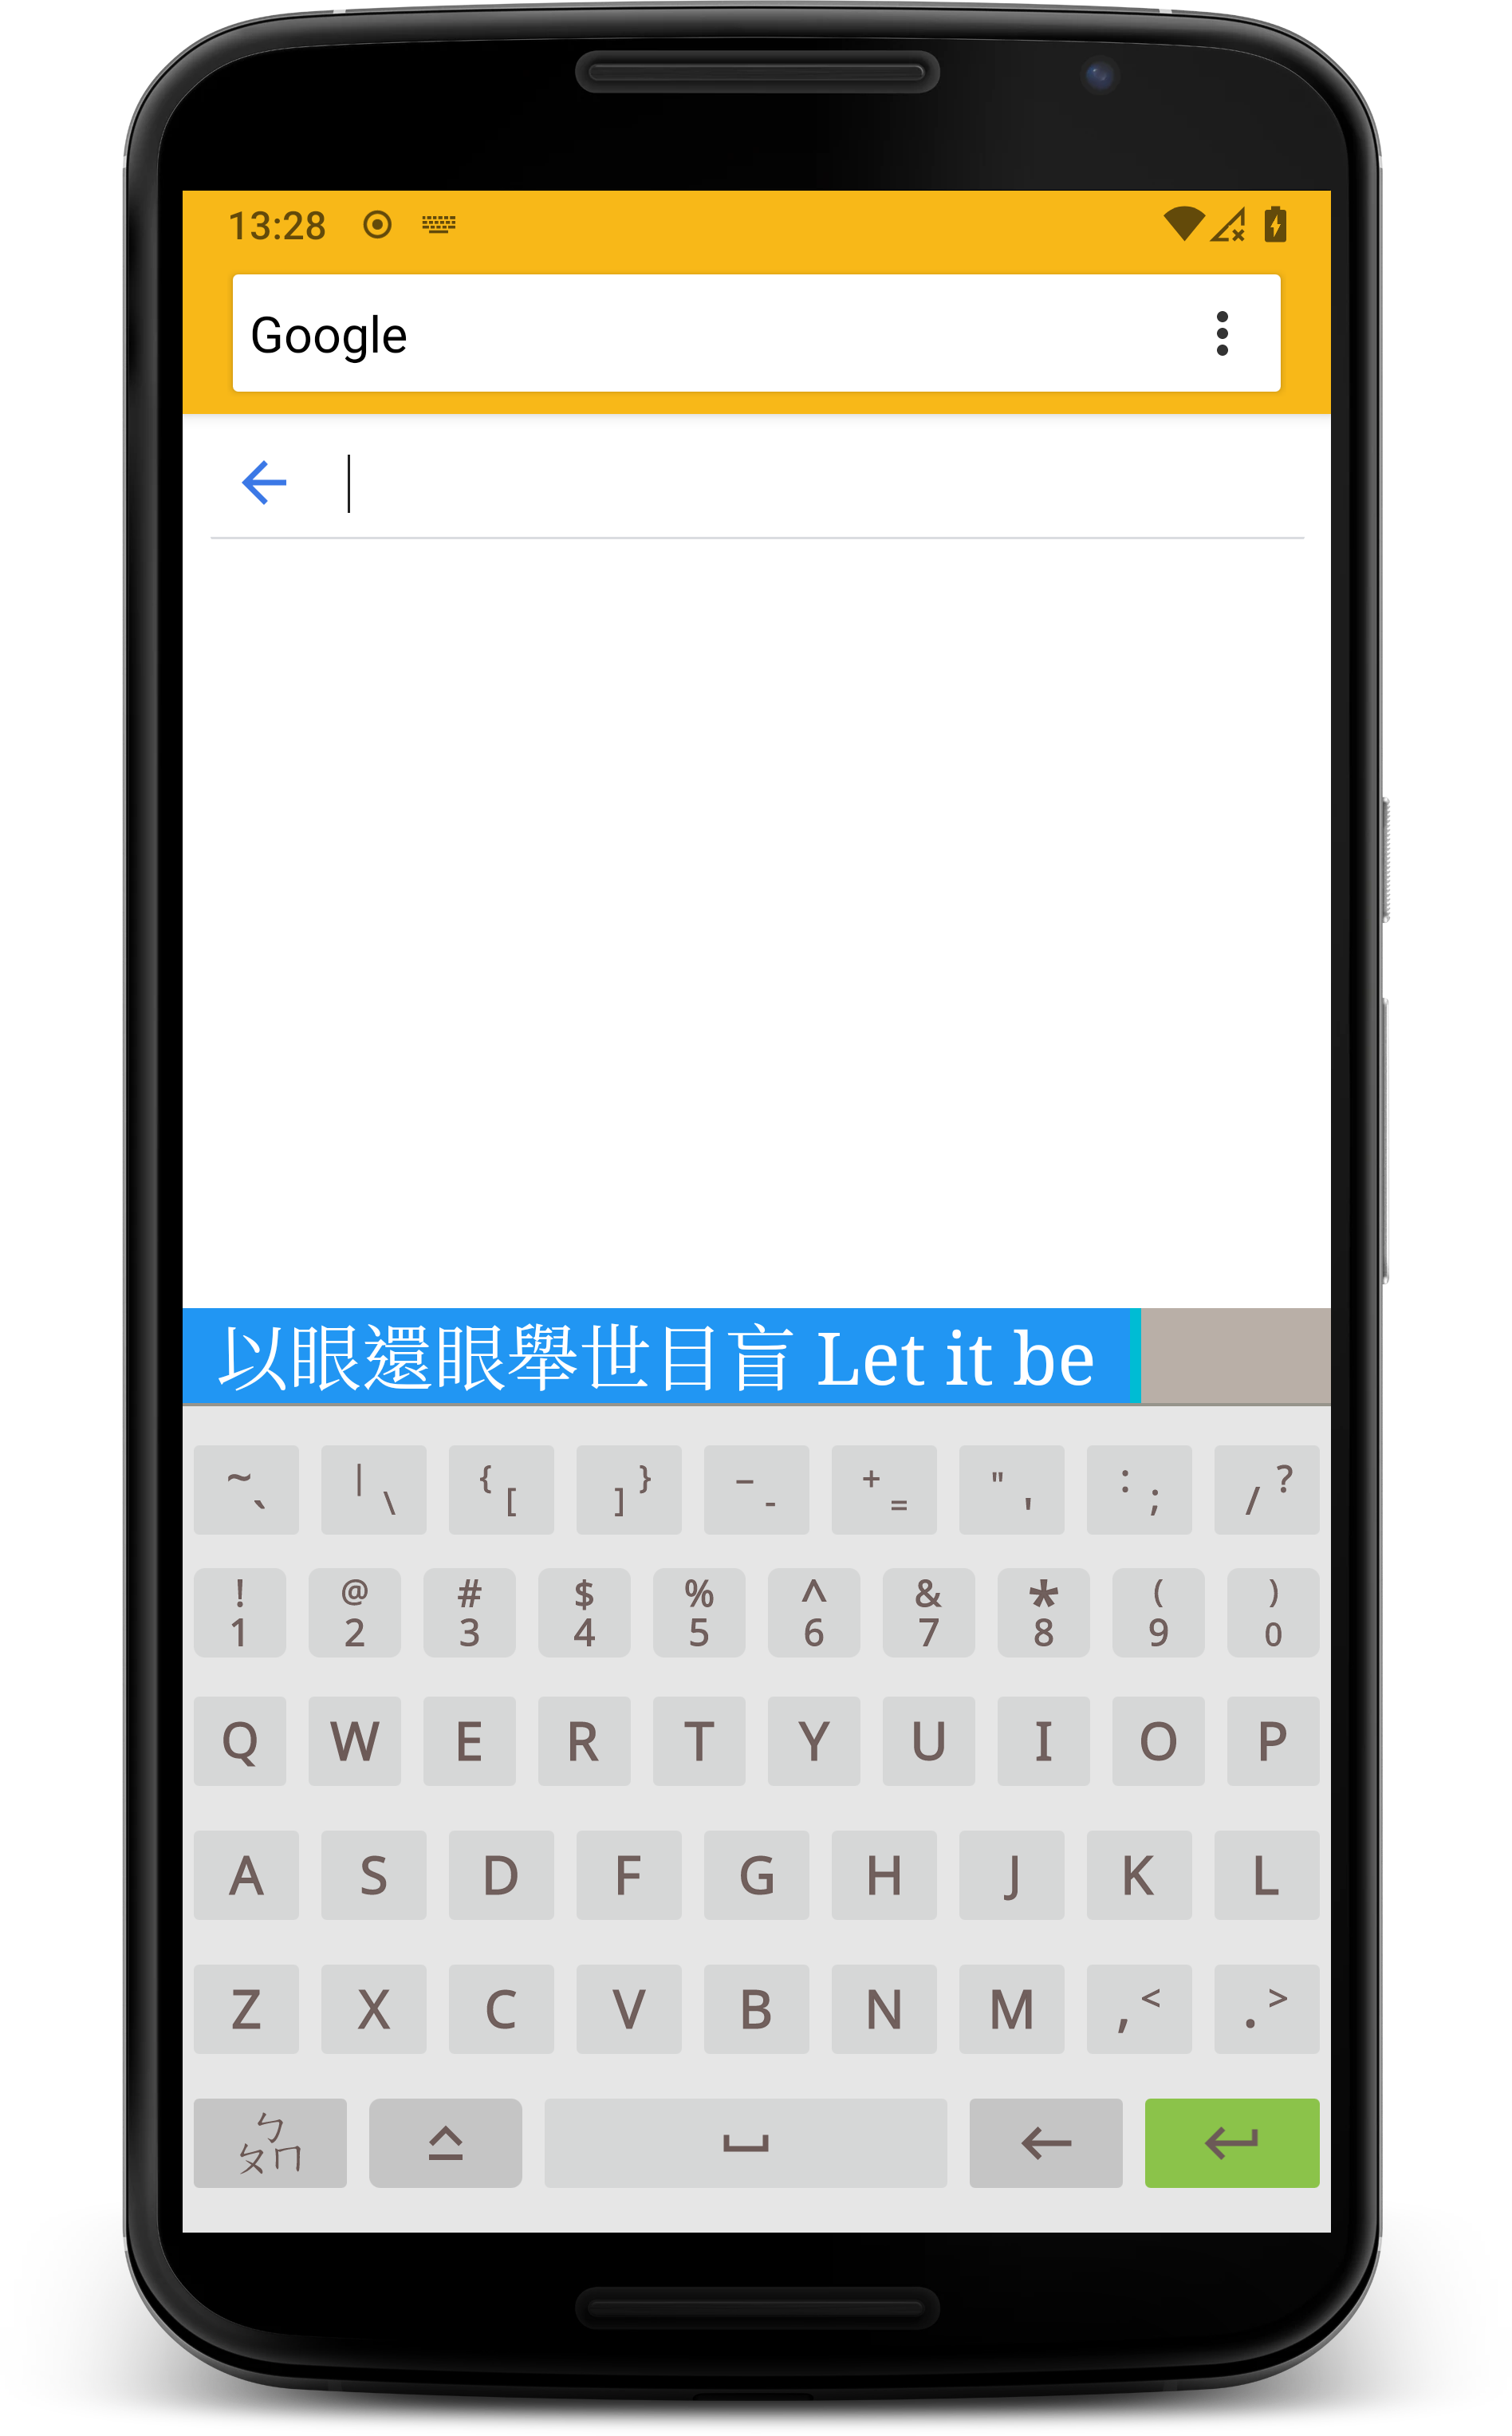 13:28
Google
以眼還眼舉世目盲 Let it be
~ ` | \ { [ ] } _ - + = " ' : ; / ?
! @ # $ % ^ & * ( )
1 2 3 4 5 6 7 8 9 0
Q W E R T Y U I O P
A S D F G H J K L
Z X C V B N M , < . >
ㄅㄆㄇ